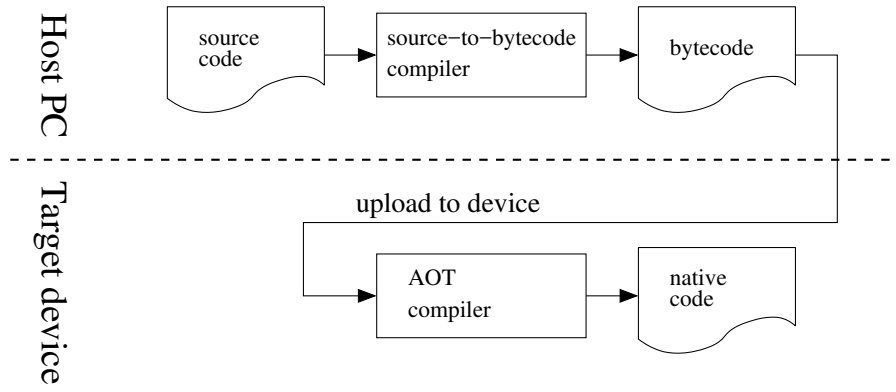 Host PC
source
code
source-to-bytecode
compiler
bytecode
Target device
upload to device
AOT
compiler
native
code